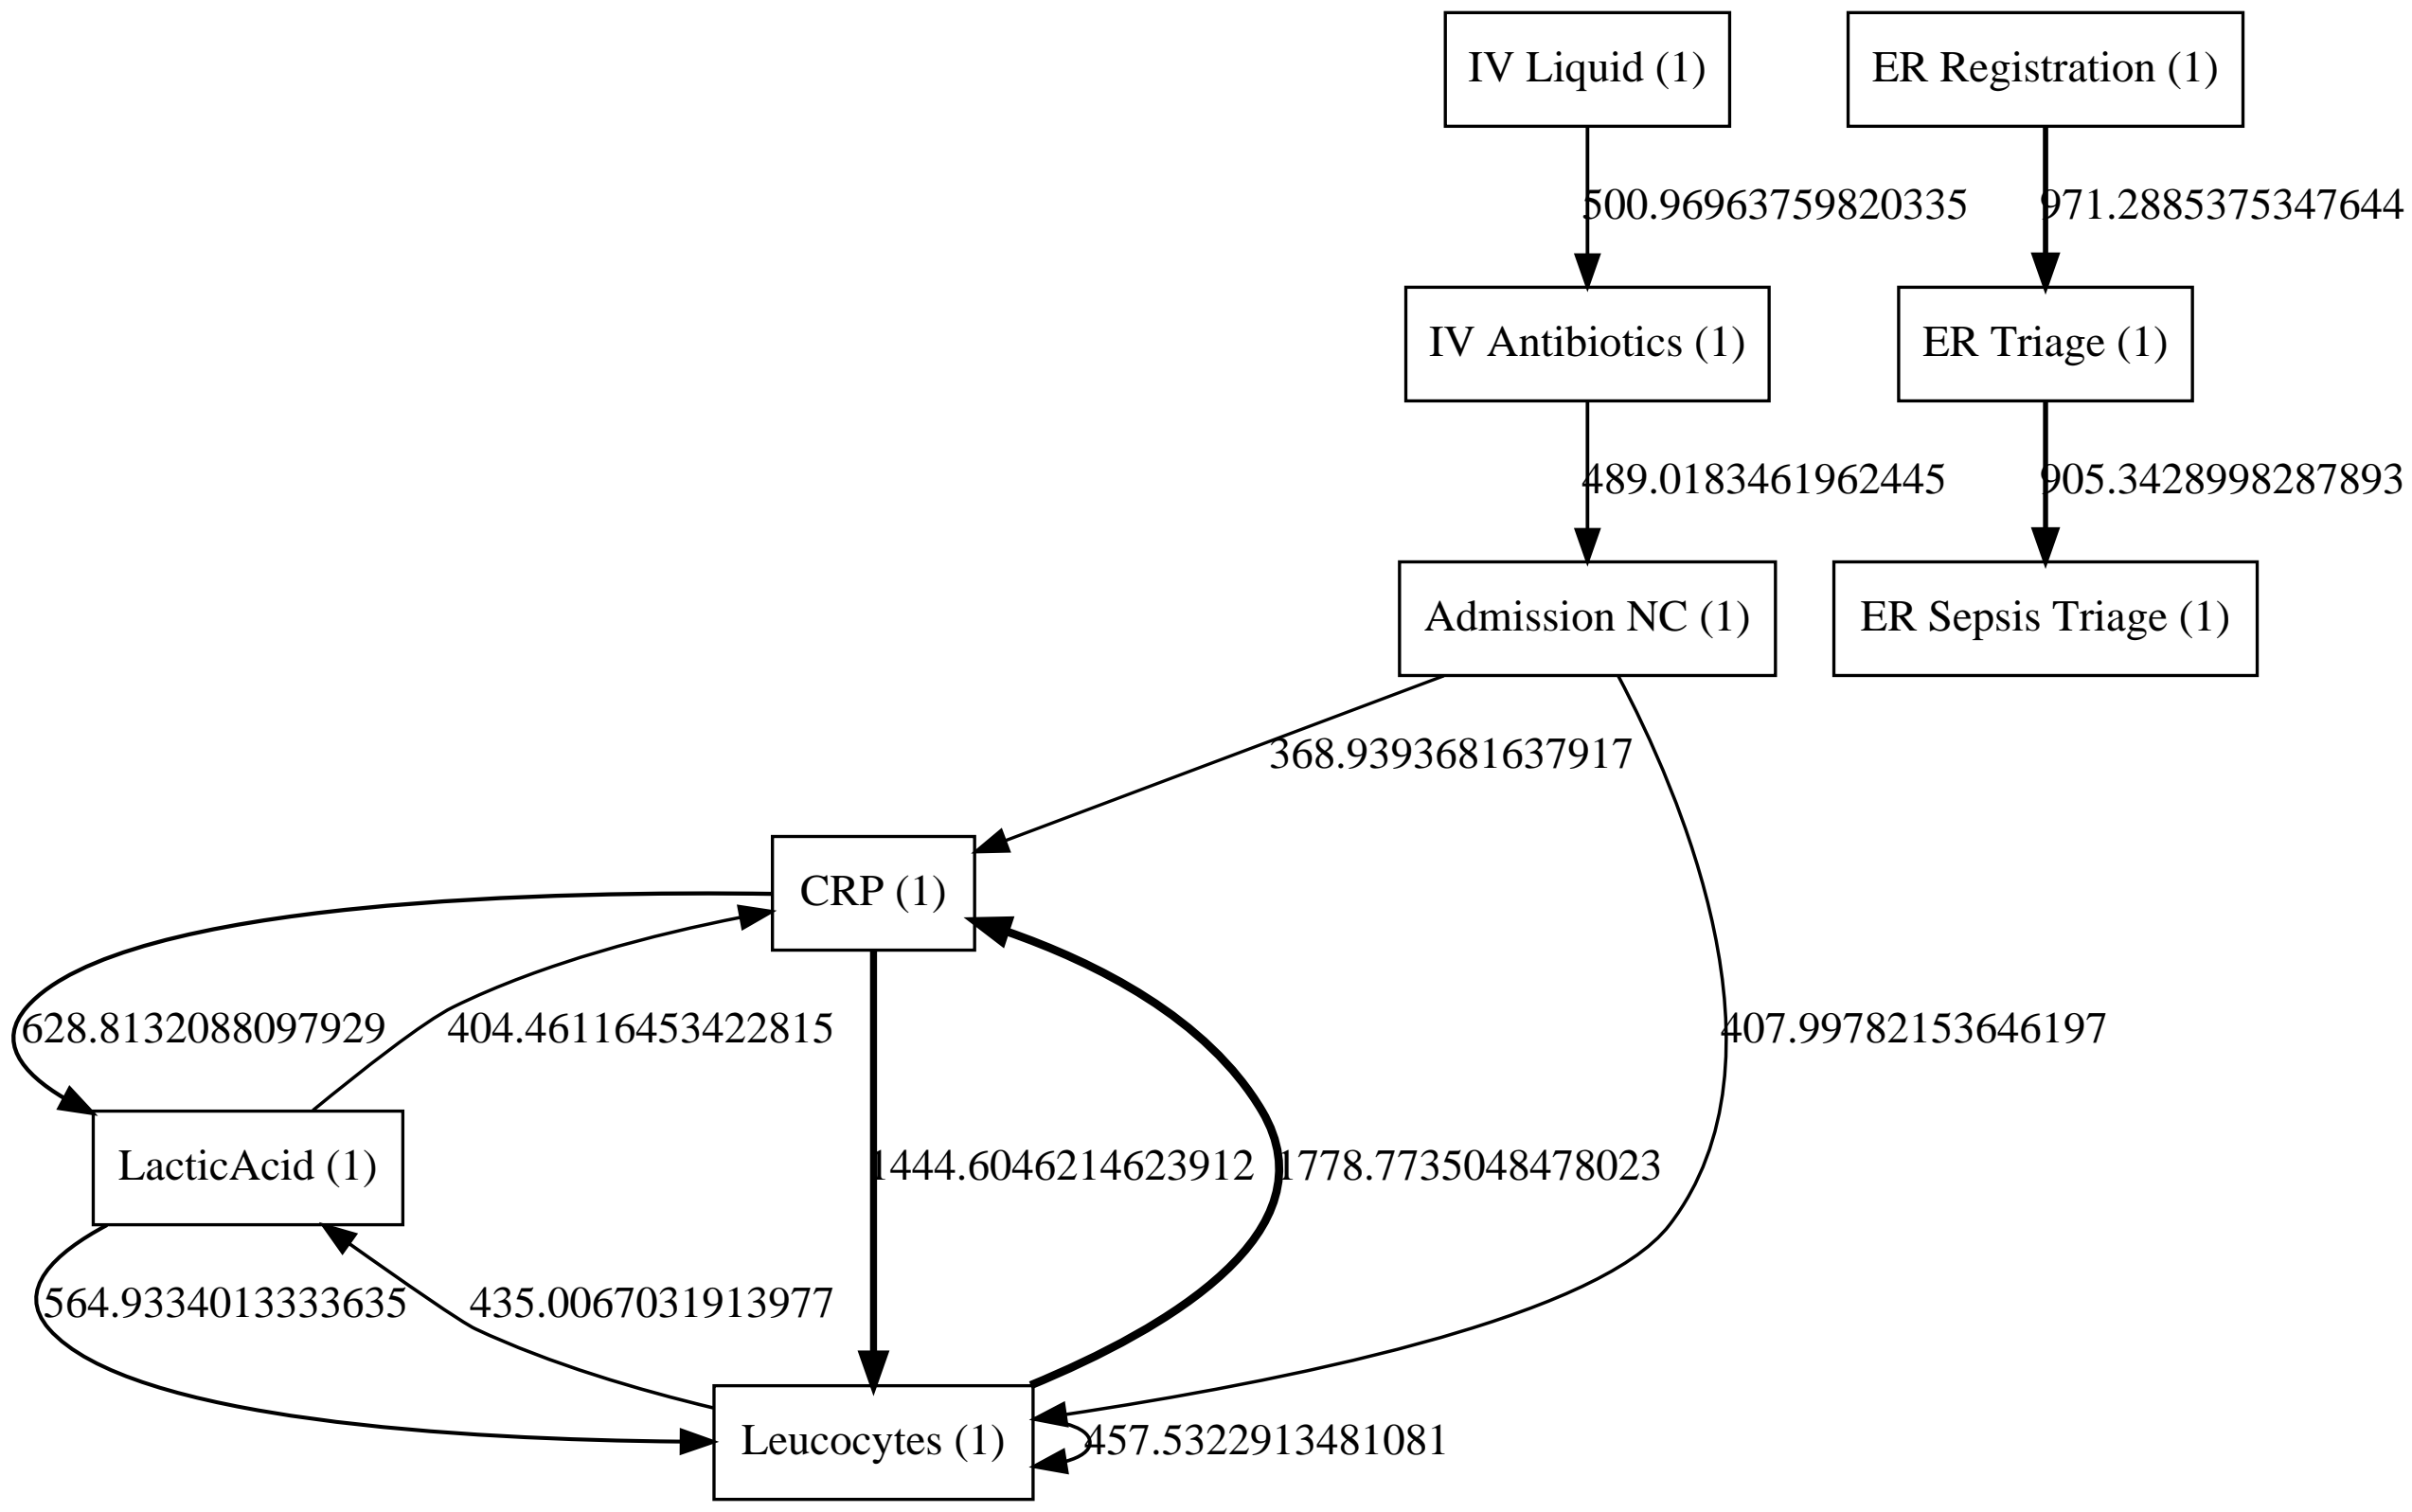 IV Liquid (1)
ER Registration (1)
500.96963759820335
971.2885375347644
IV Antibiotics (1)
ER Triage (1)
489.0183461962445
905.3428998287893
Admission NC (1)
ER Sepsis Triage (1)
368.9393681637917
CRP (1)
628.8132088097929
404.46116453422815
407.99782153646197
LacticAcid (1)
1444.6046214623912
1778.7735048478023
564.9334013333635
435.0067031913977
Leucocytes (1)
457.5322913481081